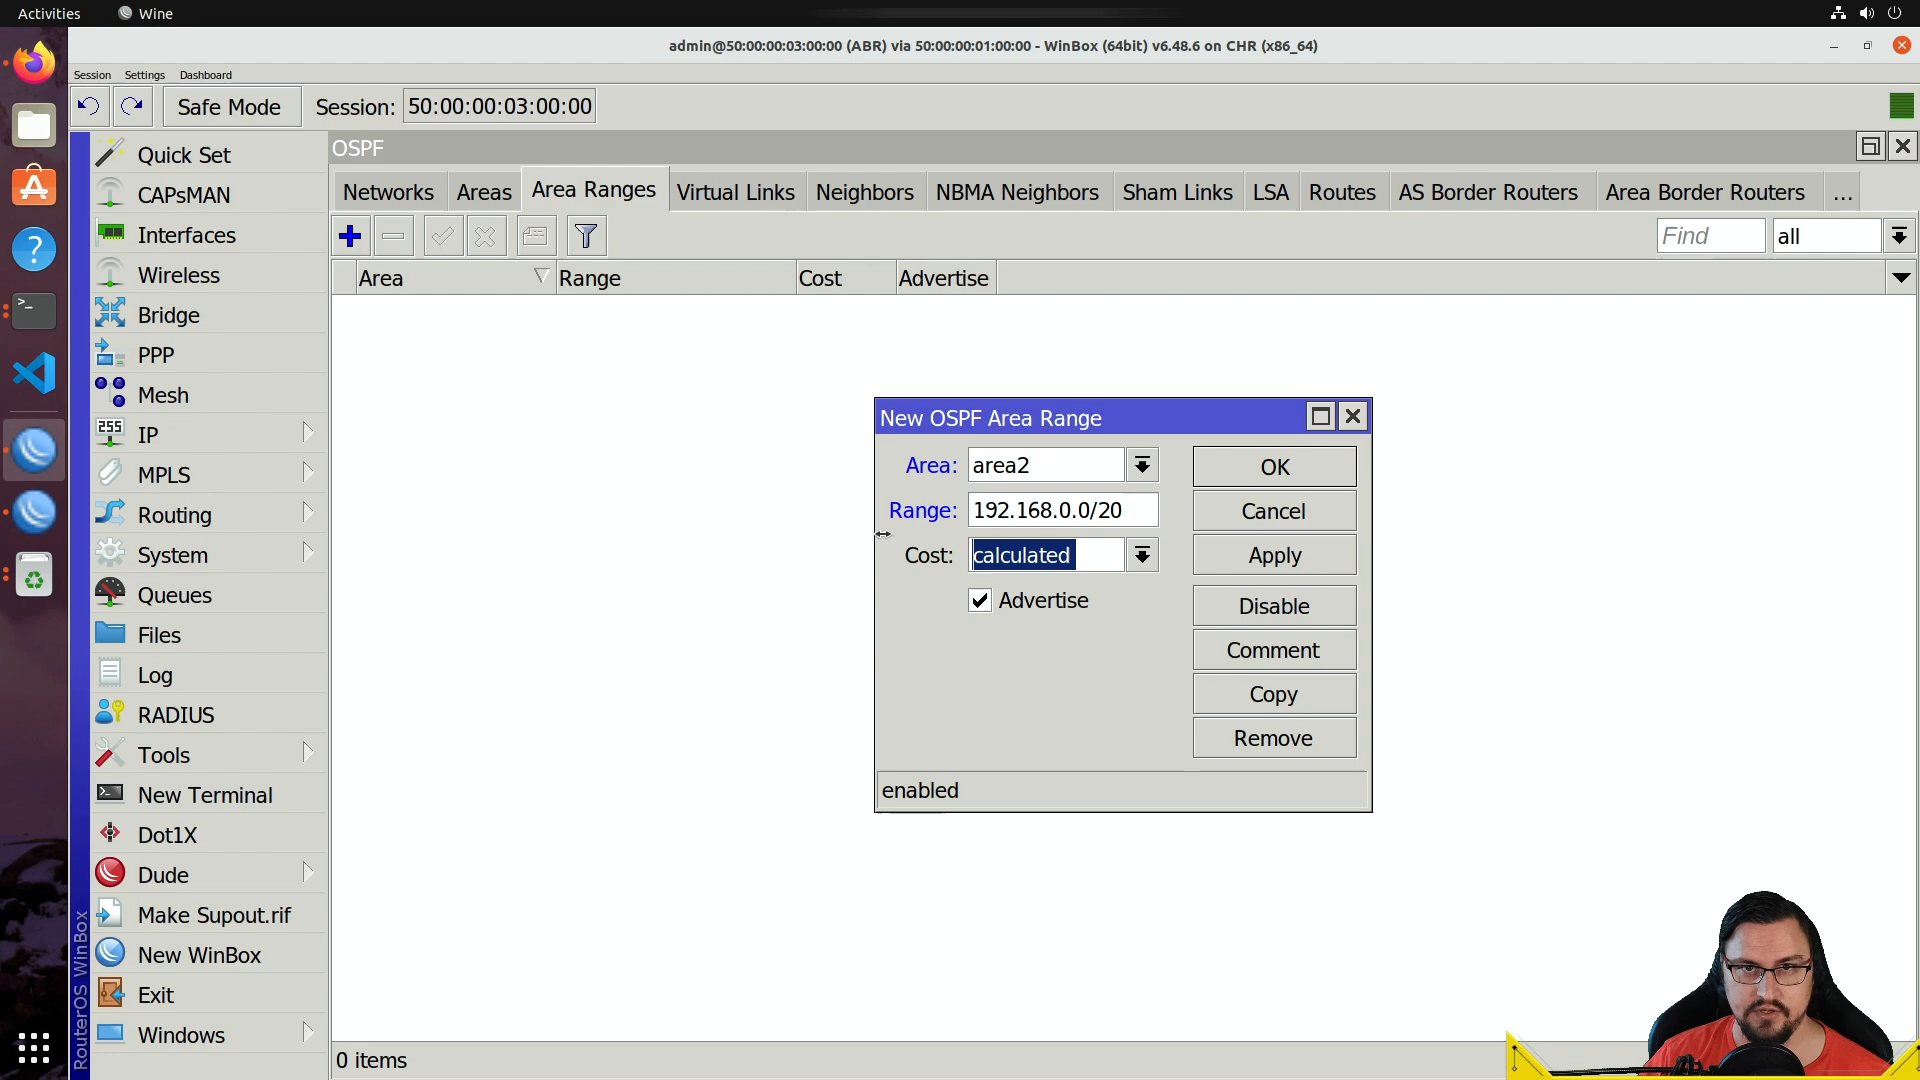 Activities
Wine
admin@50:00:00:03:00:00 (ABR) via 50:00:00:01:00:00 - WinBox (64bit) v6.48.6 on CHR (x86_64)
Session Settings Dashboard
Safe Mode Session: 50:00:00:03:00:00
OSPF
Networks Areas Area Ranges Virtual Links Neighbors NBMA Neighbors Sham Links LSA Routes AS Border Routers Area Border Routers ...
Find all
Area Range Cost Advertise
Quick Set
CAPsMAN
Interfaces
Wireless
Bridge
PPP
Mesh
255 IP
MPLS
Routing
System
Queues
Files
Log
RADIUS
Tools
New Terminal
Dot1X
Dude
Make Supout.rif
New WinBox
Exit
Windows
RouterOS WinBox
New OSPF Area Range
Area: area2 OK
Range: 192.168.0.0/20 Cancel
Cost: calculated Apply
Advertise Disable
Comment
Copy
Remove
enabled
0 items